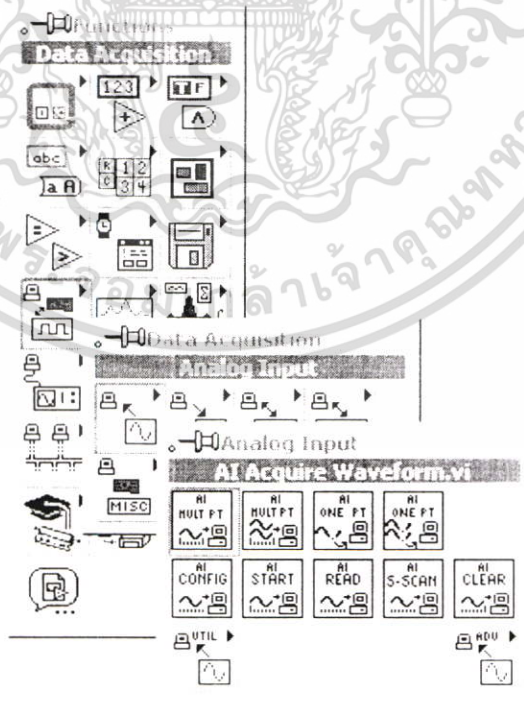 Functions
Data Acquisition
123
T F
abc
a A
R 1 2
C 3 4
Data Acquisition
Analog Input
MISC
Analog Input
AI Acquire Waveform.vi
AI MULT PT
AI MULT PT
AI ONE PT
AI ONE PT
AI CONFIG
AI START
AI READ
AI S-SCAN
AI CLEAR
UTIL
ADV